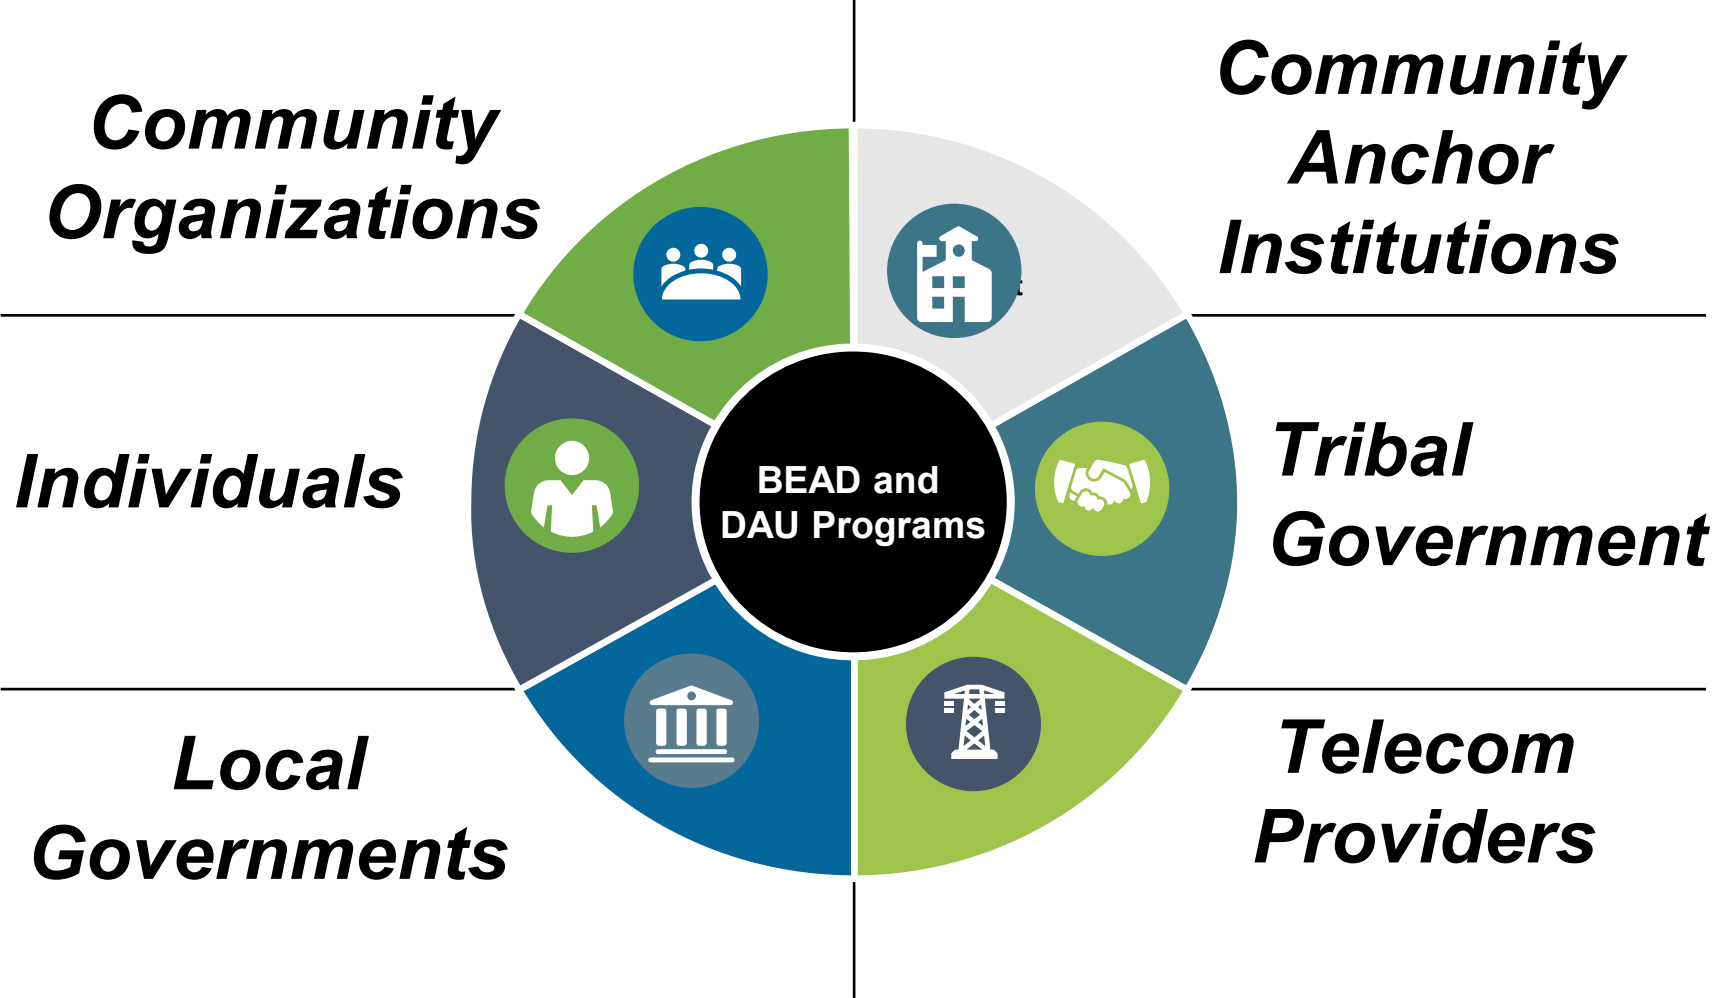 Community
Organizations
Community
Anchor
Institutions
Individuals
BEAD and
DAU Programs
Tribal
Government
Local
Governments
Telecom
Providers